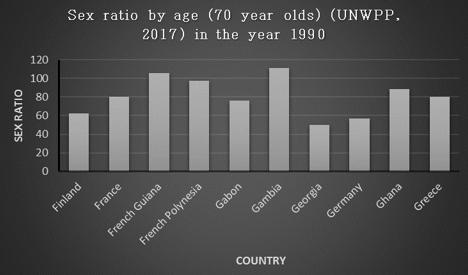 Sex ratio by age (70 year olds) (UNWPP,
2017) in the year 1990
120
100
80
60
40
20
0
SEX RATIO
Finland
France
French Guiana
French Polynesia
Gabon
Gambia
Georgia
Germany
Ghana
Greece
COUNTRY